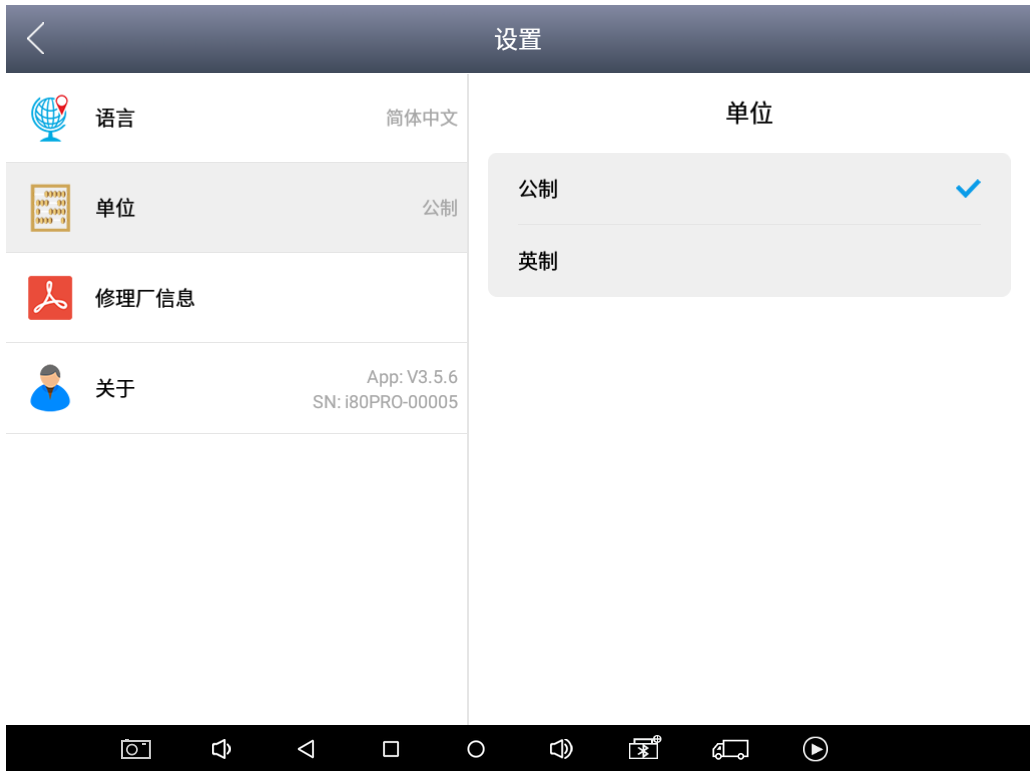 设置
语言
简体中文
单位
公制
修理厂信息
关于
App: V3.5.6
SN: i80PRO-00005
单位
公制
英制